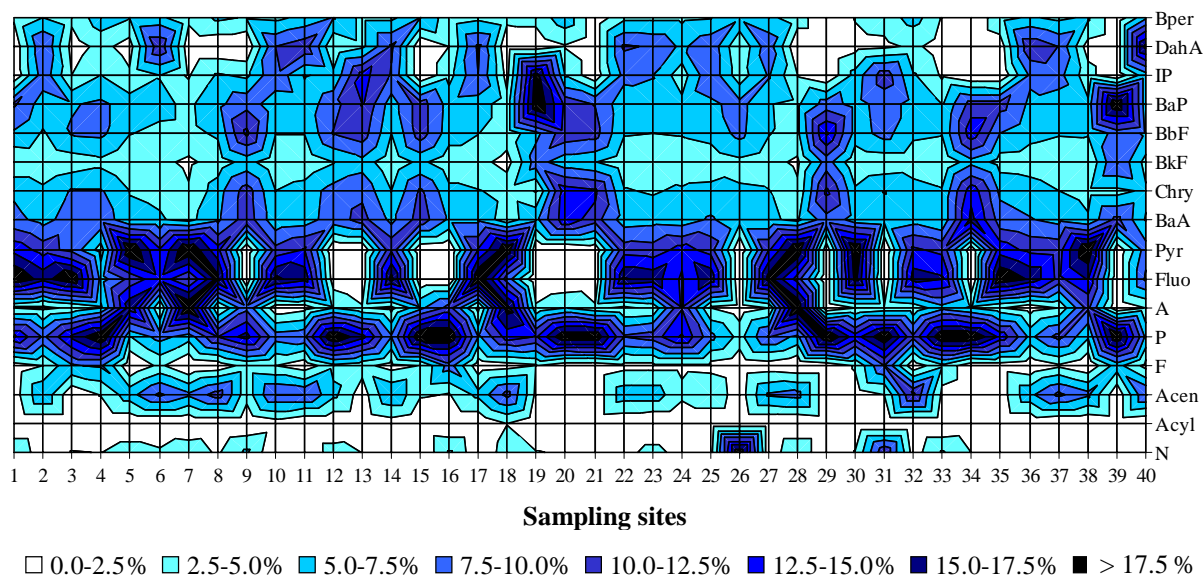 Bper
DahA
IP
BaP
BbF
BkF
Chry
BaA
Pyr
Fluo
A
P
F
Acen
Acyl
N
1 2 3 4 5 6 7 8 9 10 11 12 13 14 15 16 17 18 19 20 21 22 23 24 25 26 27 28 29 30 31 32 33 34 35 36 37 38 39 40
Sampling sites
0.0-2.5% 2.5-5.0% 5.0-7.5% 7.5-10.0% 10.0-12.5% 12.5-15.0% 15.0-17.5% > 17.5 %